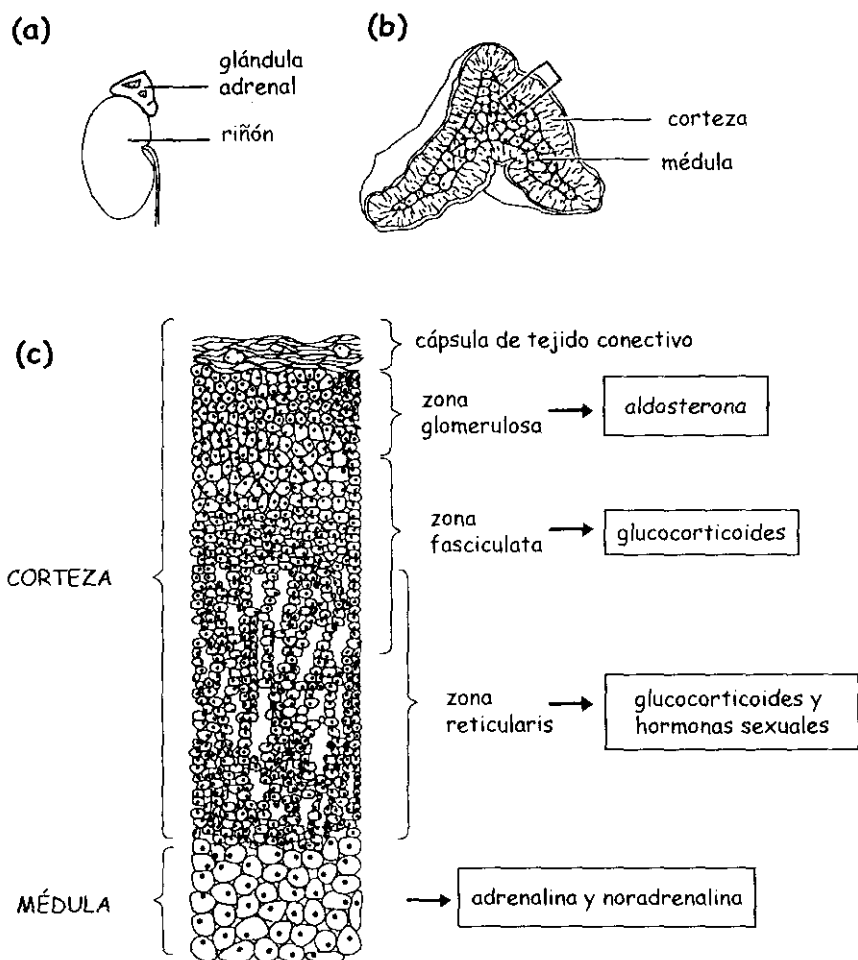 (a)
glándula
adrenal
riñón
(b)
corteza
médula
(c)
cápsula de tejido conectivo
zona
glomerulosa
aldosterona
zona
fasciculata
glucocorticoides
CORTEZA
zona
reticularis
glucocorticoides y
hormonas sexuales
MÉDULA
adrenalina y noradrenalina